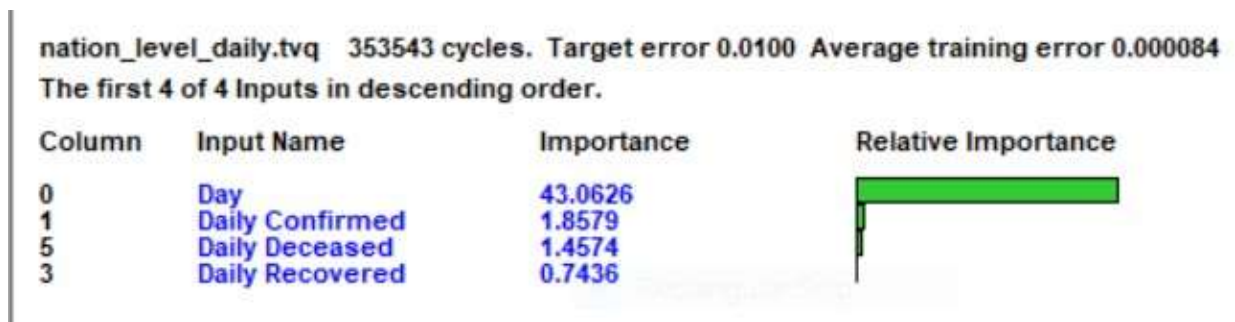 nation_level_daily.tvq 353543 cycles. Target error 0.0100 Average training error 0.000084
The first 4 of 4 Inputs in descending order.
Column Input Name Importance Relative Importance
0 Day 43.0626
1 Daily Confirmed 1.8579
5 Daily Deceased 1.4574
3 Daily Recovered 0.7436